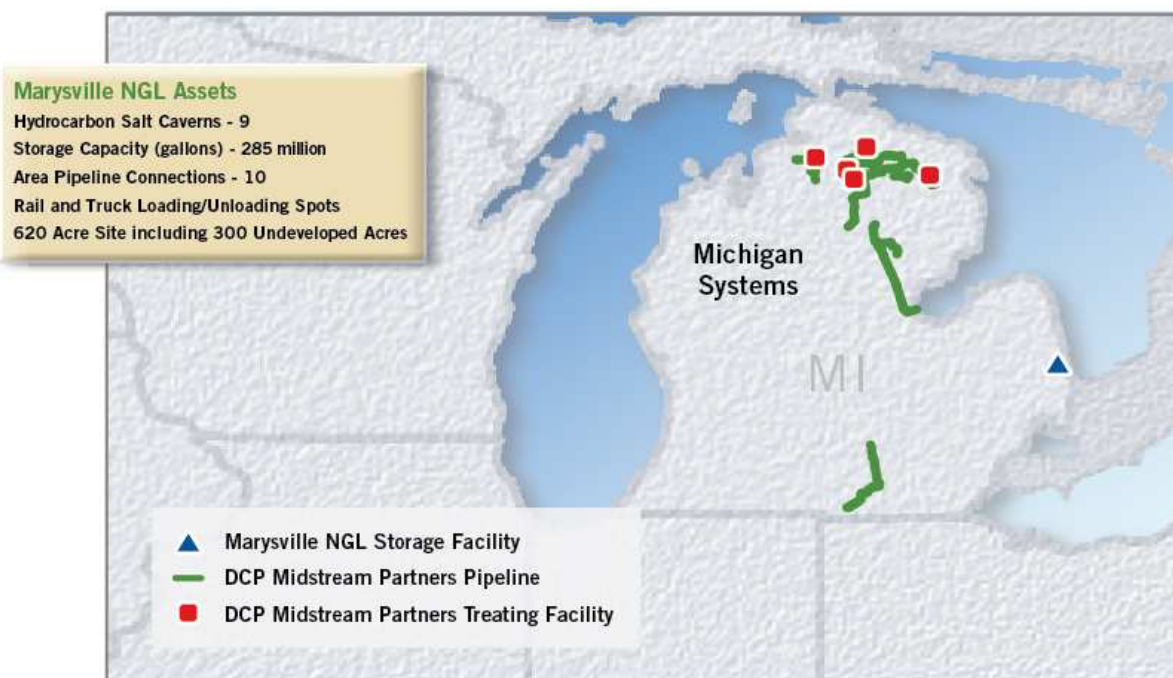 Marysville NGL Assets
Hydrocarbon Salt Caverns - 9
Storage Capacity (gallons) - 285 million
Area Pipeline Connections - 10
Rail and Truck Loading/Unloading Spots
620 Acre Site including 300 Undeveloped Acres
Michigan
Systems
MI
Marysville NGL Storage Facility
DCP Midstream Partners Pipeline
DCP Midstream Partners Treating Facility